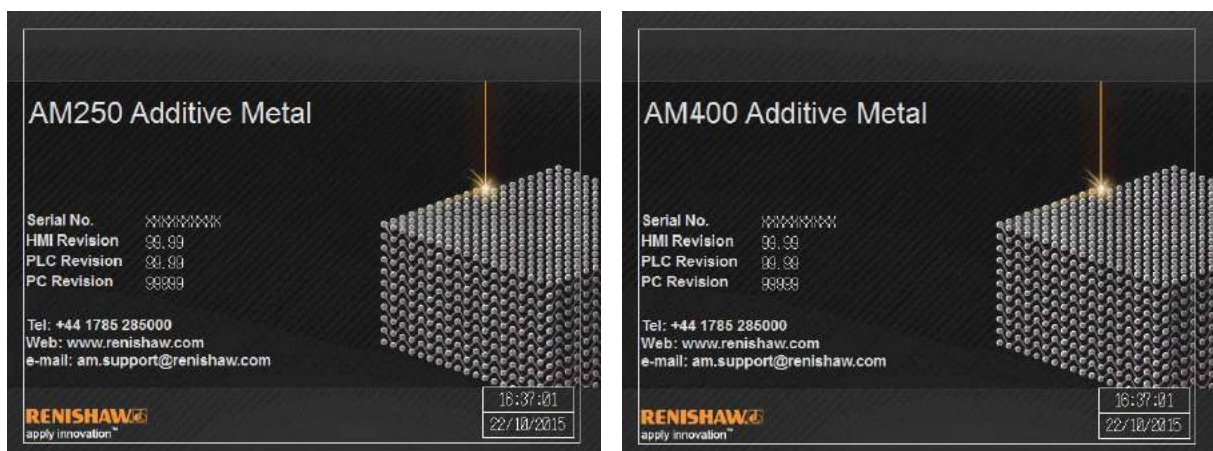 AM250 Additive Metal
Serial No. XXXXXXXXX
HMI Revision 99.99
PLC Revision 99.99
PC Revision 99999
Tel: +44 1785 285000
Web: www.renishaw.com
e-mail: am.support@renishaw.com
RENISHAW
apply innovation™
16:37:01
22/10/2015
AM400 Additive Metal
Serial No. XXXXXXXXX
HMI Revision 99.99
PLC Revision 99.99
PC Revision 99999
Tel: +44 1785 285000
Web: www.renishaw.com
e-mail: am.support@renishaw.com
RENISHAW
apply innovation™
16:37:01
22/10/2015